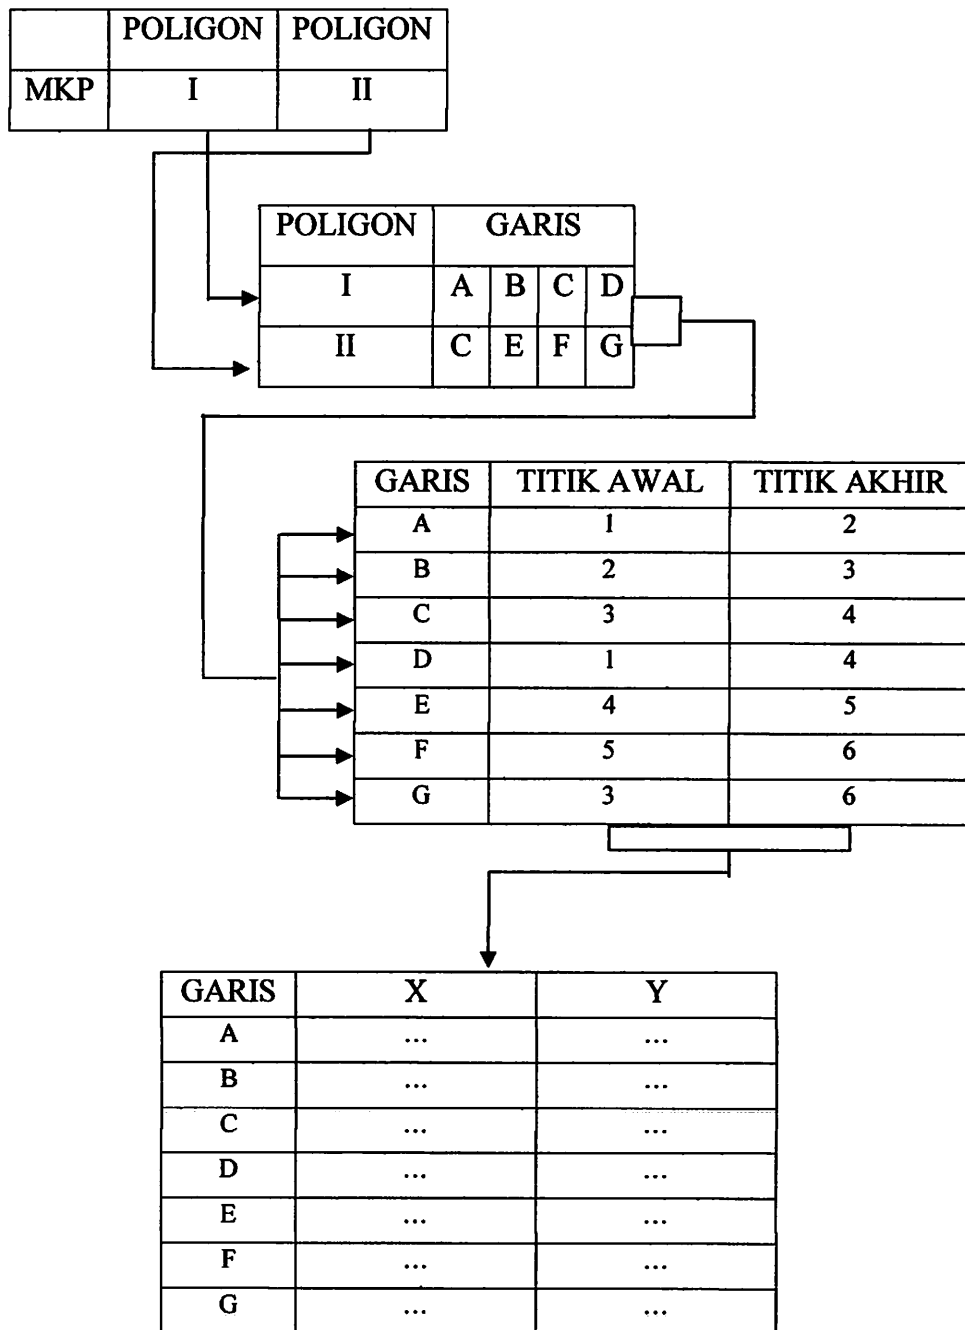 POLIGON POLIGON
MKP I II
POLIGON GARIS
I A B C D
II C E F G
GARIS TITIK AWAL TITIK AKHIR
A 1 2
B 2 3
C 3 4
D 1 4
E 4 5
F 5 6
G 3 6
GARIS X Y
A ... ...
B ... ...
C ... ...
D ... ...
E ... ...
F ... ...
G ... ...